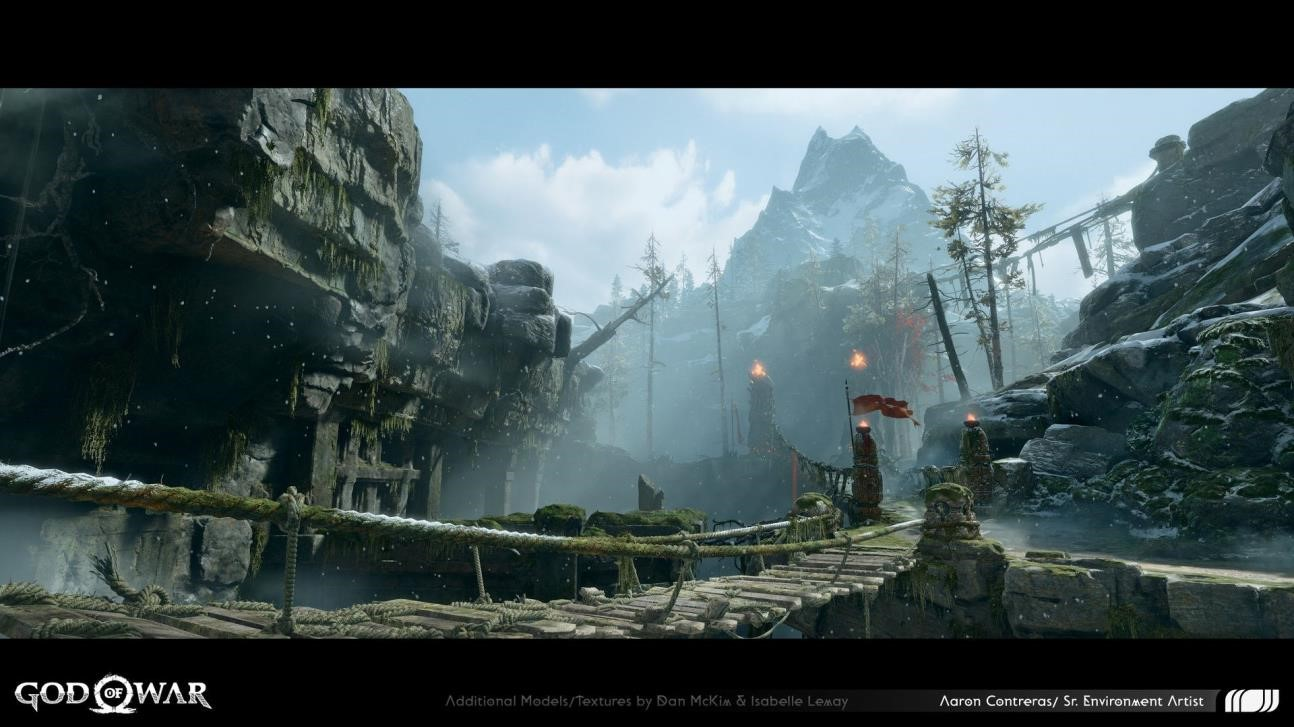 GOD OF WAR
Additional Models/Textures by Dan McKim & Isabelle Lemay
Aaron Contreras/ Sr. Environment Artist